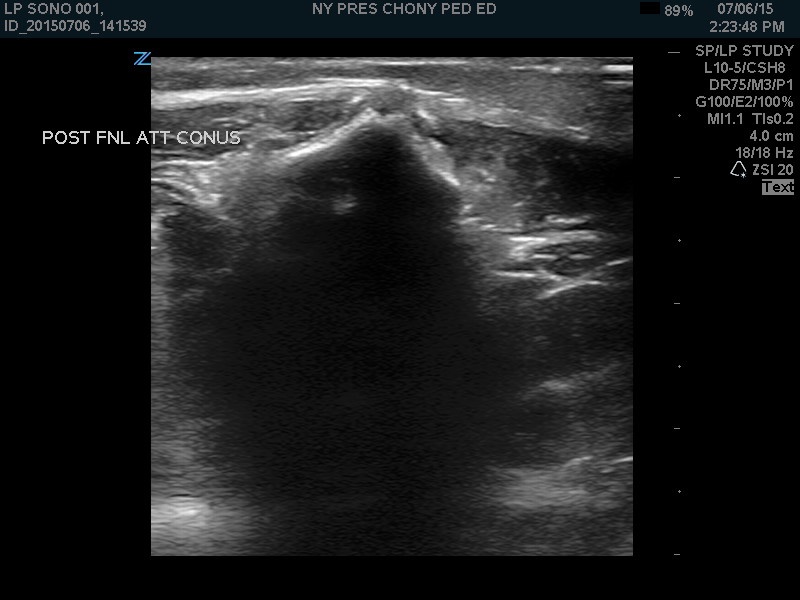 LP SONO 001,
ID_20150706_141539
NY PRES CHONY PED ED
89%
07/06/15
2:23:48 PM
Z
SP/LP STUDY
L10-5/CSH8
DR75/M3/P1
G100/E2/100%
MI1.1 TIs0.2
4.0 cm
18/18 Hz
ZSI 20
Text
POST FNL ATT CONUS